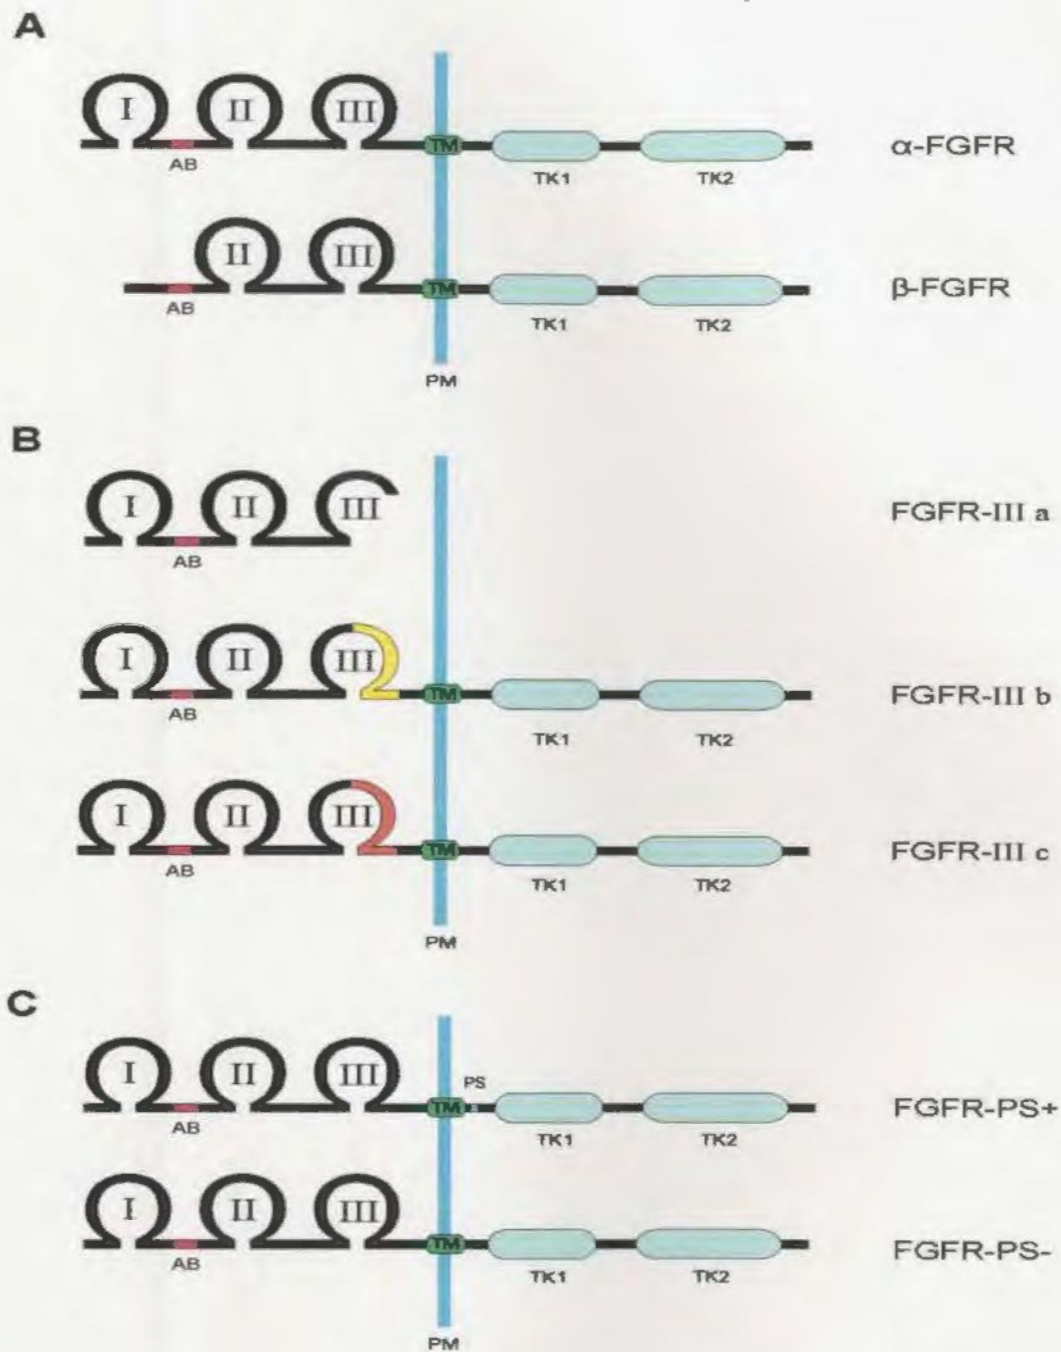 A
I II III
TM
α-FGFR
AB
TK1 TK2
II III
TM
β-FGFR
AB
TK1 TK2
PM
B
I II III
FGFR-III a
AB
I II III
TM
FGFR-III b
AB
TK1 TK2
I II III
TM
FGFR-III c
AB
TK1 TK2
PM
C
I II III
PS
TM
FGFR-PS+
AB
TK1 TK2
I II III
TM
FGFR-PS-
AB
TK1 TK2
PM